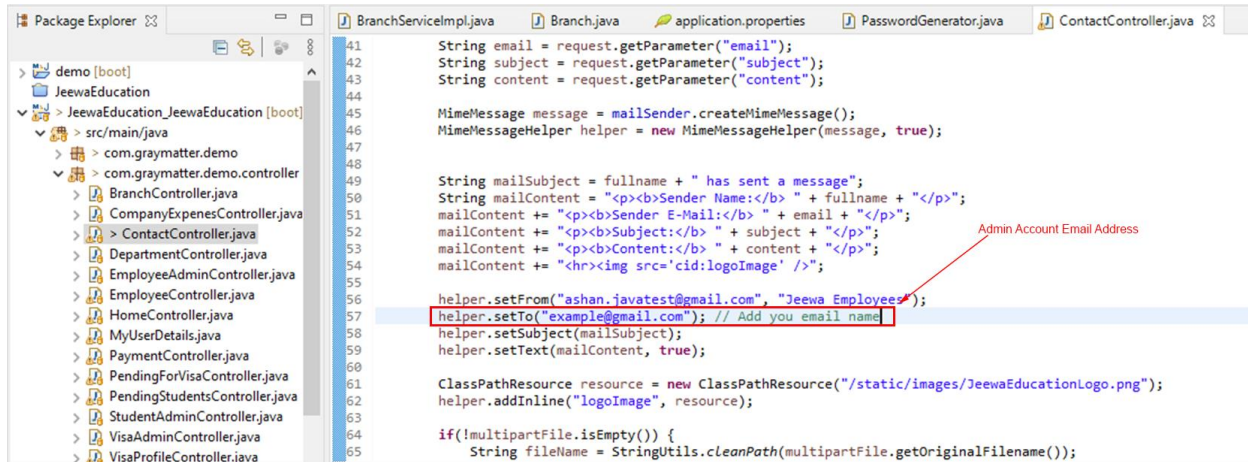 Package Explorer
BranchServiceImpl.java
Branch.java
application.properties
PasswordGenerator.java
ContactController.java
demo [boot]
JeewaEducation
> JeewaEducation_JeewaEducation [boot]
> src/main/java
> com.graymatter.demo
> com.graymatter.demo.controller
BranchController.java
CompanyExpenesController.java
> ContactController.java
DepartmentController.java
EmployeeAdminController.java
EmployeeController.java
HomeController.java
MyUserDetails.java
PaymentController.java
PendingForVisaController.java
PendingStudentsController.java
StudentAdminController.java
VisaAdminController.java
VisaProfileController.java
41 String email = request.getParameter("email");
42 String subject = request.getParameter("subject");
43 String content = request.getParameter("content");
44
45 MimeMessage message = mailSender.createMimeMessage();
46 MimeMessageHelper helper = new MimeMessageHelper(message, true);
47
48
49 String mailSubject = fullname + " has sent a message";
50 String mailContent = "<p><b>Sender Name:</b> " + fullname + "</p>";
51 mailContent += "<p><b>Sender E-Mail:</b> " + email + "</p>";
52 mailContent += "<p><b>Subject:</b> " + subject + "</p>";
53 mailContent += "<p><b>Content:</b> " + content + "</p>";
54 mailContent += "<hr><img src='cid:logoImage' />";
55
56 helper.setFrom("ashan.javatest@gmail.com", "Jeewa Employees");
57 helper.setTo("example@gmail.com"); // Add you email name
58 helper.setSubject(mailSubject);
59 helper.setText(mailContent, true);
60
61 ClassPathResource resource = new ClassPathResource("/static/images/JeewaEducationLogo.png");
62 helper.addInline("logoImage", resource);
63
64 if(!multipartFile.isEmpty()) {
65 String fileName = StringUtils.cleanPath(multipartFile.getOriginalFilename());
Admin Account Email Address